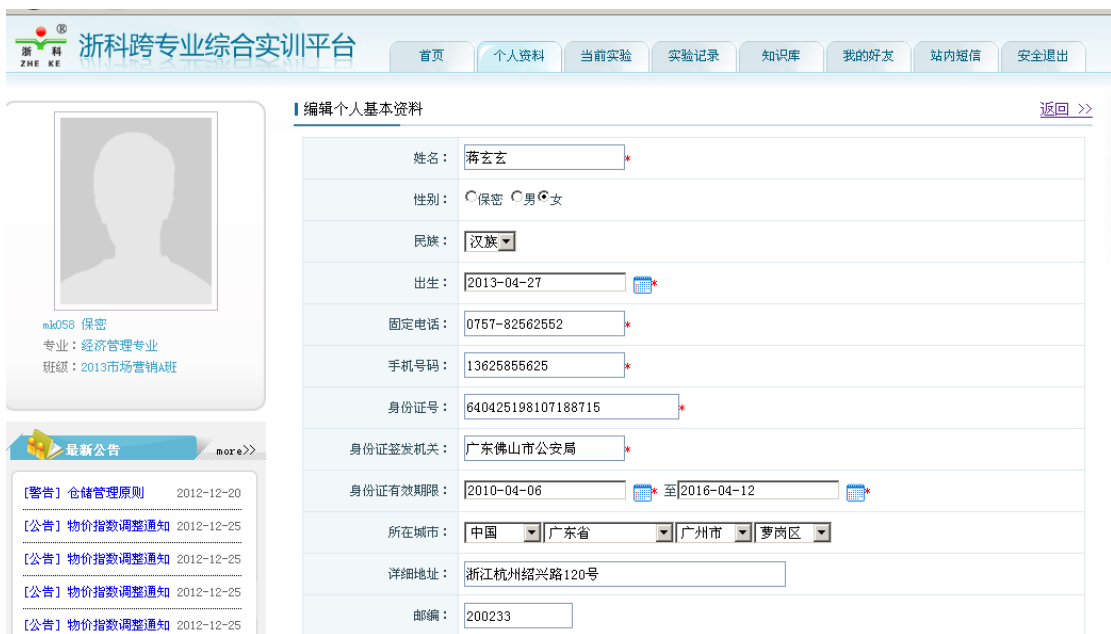 浙 科 ®
ZHE KE
浙科跨专业综合实训平台
首页 个人资料 当前实验 实验记录 知识库 我的好友 站内短信 安全退出
mk058 保密
专业：经济管理专业
班级：2013市场营销A班
最新公告 more>>
[警告] 仓储管理原则 2012-12-20
[公告] 物价指数调整通知 2012-12-25
[公告] 物价指数调整通知 2012-12-25
[公告] 物价指数调整通知 2012-12-25
[公告] 物价指数调整通知 2012-12-25
编辑个人基本资料 返回 >>
姓名： 蒋玄玄*
性别： 保密 男 女
民族： 汉族
出生： 2013-04-27 *
固定电话： 0757-82562552*
手机号码： 13625855625*
身份证号： 640425198107188715*
身份证签发机关： 广东佛山市公安局*
身份证有效期限： 2010-04-06 * 至2016-04-12 *
所在城市： 中国 广东省 广州市 萝岗区
详细地址： 浙江杭州绍兴路120号
邮编： 200233